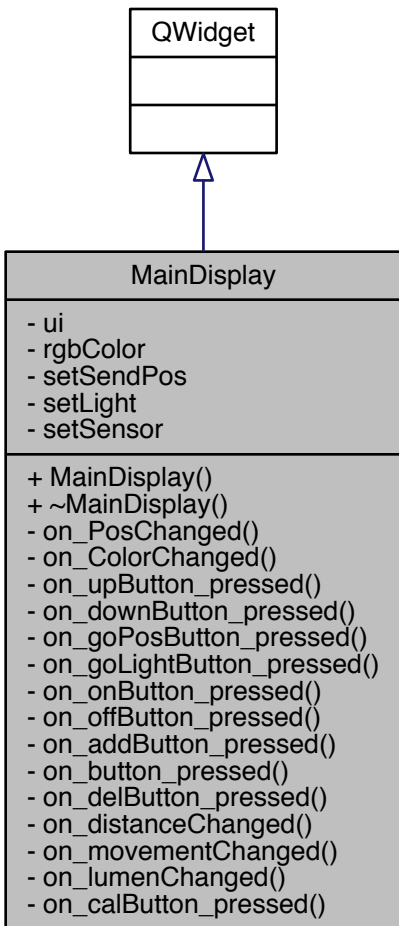 QWidget
MainDisplay
- ui
- rgbColor
- setSendPos
- setLight
- setSensor
+ MainDisplay()
+ ~MainDisplay()
- on_PosChanged()
- on_ColorChanged()
- on_upButton_pressed()
- on_downButton_pressed()
- on_goPosButton_pressed()
- on_goLightButton_pressed()
- on_onButton_pressed()
- on_offButton_pressed()
- on_addButton_pressed()
- on_button_pressed()
- on_delButton_pressed()
- on_distanceChanged()
- on_movementChanged()
- on_lumenChanged()
- on_calButton_pressed()